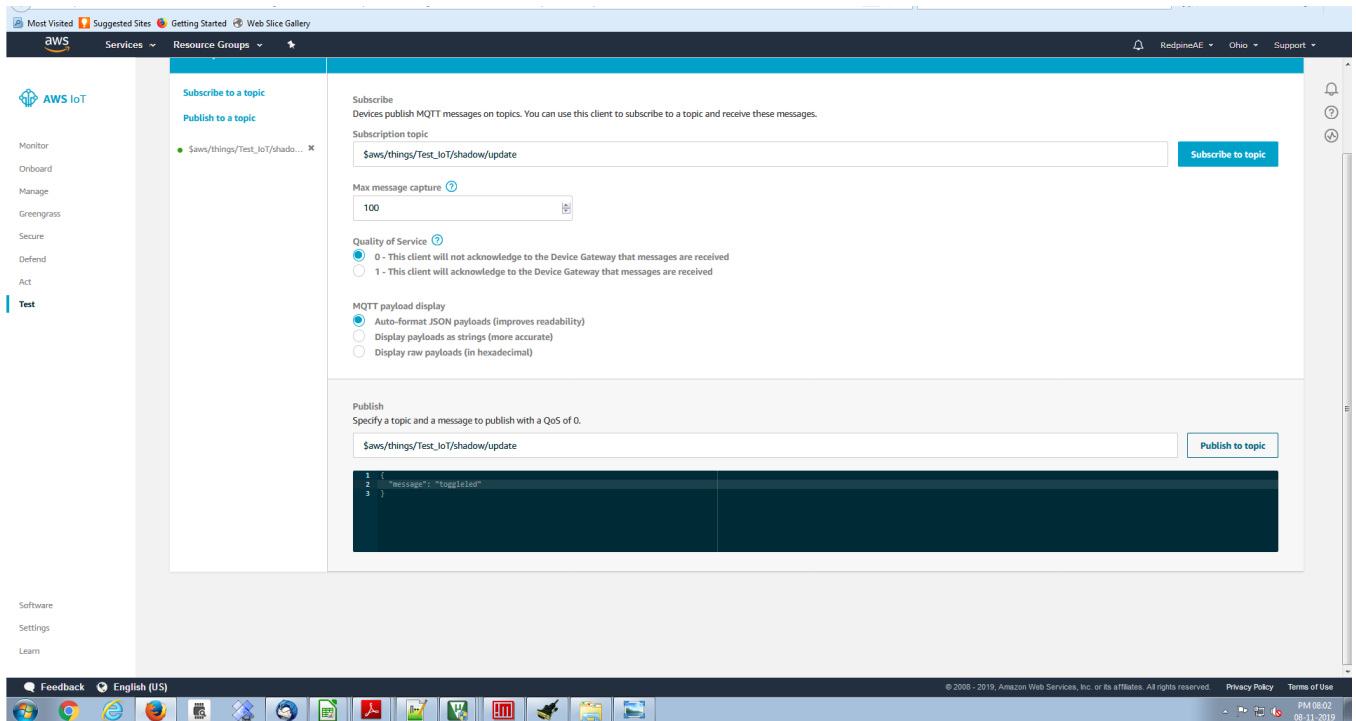 Most Visited Suggested Sites Getting Started Web Slice Gallery
aws Services Resource Groups RedpineAE Ohio Support
AWS IoT
Monitor
Onboard
Manage
Greengrass
Secure
Defend
Act
Test
Software
Settings
Learn
Subscribe to a topic
Publish to a topic
$aws/things/Test_IoT/shado... ✖
Subscribe
Devices publish MQTT messages on topics. You can use this client to subscribe to a topic and receive these messages.
Subscription topic
$aws/things/Test_IoT/shadow/update Subscribe to topic
Max message capture ?
100
Quality of Service ?
0 - This client will not acknowledge to the Device Gateway that messages are received
1 - This client will acknowledge to the Device Gateway that messages are received
MQTT payload display
Auto-format JSON payloads (improves readability)
Display payloads as strings (more accurate)
Display raw payloads (in hexadecimal)
Publish
Specify a topic and a message to publish with a QoS of 0.
$aws/things/Test_IoT/shadow/update Publish to topic
1 {
2 "message": "toggleled"
3 }
Feedback English (US) © 2008 - 2019, Amazon Web Services, Inc. or its affiliates. All rights reserved. Privacy Policy Terms of Use
PM 08:02
08-11-2019